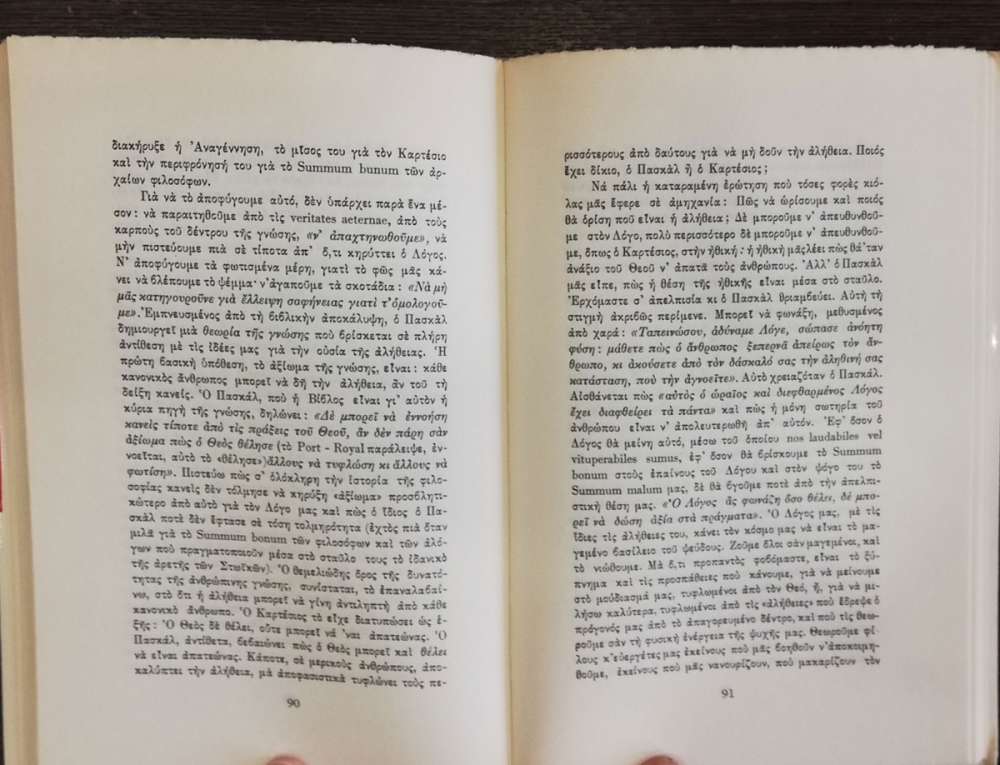 διακήρυξε ἡ Ἀναγέννηση, τὸ μῖσος του γιὰ τὸν Καρτέσιο
καὶ τὴν περιφρόνησή του γιὰ τὸ Summum bunum τῶν ἀρ-
χαίων φιλοσόφων.
Γιὰ νὰ τὸ ἀποφύγουμε αὐτό, δὲν ὑπάρχει παρὰ ἕνα μέ-
σον : νὰ παραιτηθοῦμε ἀπὸ τὶς veritates aeternae, ἀπὸ τοὺς
καρποὺς τοῦ δέντρου τῆς γνώσης, «ν' ἀπαχτηνωθοῦμε», νὰ
μὴν πιστεύουμε πιὰ σὲ τίποτα ἀπ' ὅ,τι κηρύττει ὁ Λόγος.
Ν' ἀποφύγουμε τὰ φωτισμένα μέρη, γιατὶ τὸ φῶς μᾶς κά-
νει νὰ βλέπουμε τὸ ψέμμα· ν'ἀγαποῦμε τὰ σκοτάδια : «Νὰ μὴ
μᾶς κατηγουροῦνε γιὰ ἔλλειψη σαφήνειας γιατὶ τ'ὁμολογοῦ-
με».Ἐμπνευσμένος ἀπὸ τὴ βιβλικὴν ἀποκάλυψη, ὁ Πασκὰλ
δημιουργεῖ μιὰ θεωρία τῆς γνώσης ποὺ βρίσκεται σὲ πλήρη
ἀντίθεση μὲ τὶς ἰδέες μας γιὰ τὴν οὐσία τῆς ἀλήθειας. Ἡ
πρώτη βασικὴ ὑπόθεση, τὸ ἀξίωμα τῆς γνώσης, εἶναι : κάθε
κανονικὸς ἄνθρωπος μπορεῖ νὰ δῆ τὴν ἀλήθεια, ἂν τοῦ τὴ
δείξη κανείς. Ὁ Πασκάλ, ποὺ ἡ Βίβλος εἶναι γι' αὐτὸν ἡ
κύρια πηγὴ τῆς γνώσης, δηλώνει : «Δὲ μπορεῖ νὰ ἐννοήση
κανεὶς τίποτε ἀπὸ τὶς πράξεις τοῦ Θεοῦ, ἂν δὲν πάρη σὰν
ἀξίωμα πὼς ὁ Θεὸς θέλησε (τὸ Port - Royal παράλειψε, ἐν-
νοεῖται, αὐτὸ τὸ «θέλησε»)ἄλλους νὰ τυφλώση κι ἄλλους νὰ
φωτίση». Πιστεύω πὼς σ' ὁλόκληρη τὴν Ἱστορία τῆς φιλο-
σοφίας κανεὶς δὲν τόλμησε νὰ κηρύξη «ἀξίωμα» προσβλητι-
κώτερο ἀπὸ αὐτὸ γιὰ τὸν Λόγο μας καὶ πὼς ὁ ἴδιος ὁ Πα-
σκὰλ ποτὲ δὲν ἔφτασε σὲ τόση τολμηρότητα (ἐχτὸς πιὰ ὅταν
μιλᾶ γιὰ τὸ Summum bonum τῶν φιλοσόφων καὶ τῶν ἀλό-
γων ποὺ πραγματοποιοῦν μέσα στὸ σταῦλο τους τὸ ἰδανικὸ
τῆς ἀρετῆς τῶν Στωϊκῶν). Ὁ θεμελιώδης ὅρος τῆς δυνατό-
τητας τῆς ἀνθρώπινης γνώσης, συνίσταται, τὸ ἐπαναλαβαί-
νω, στὸ ὅτι ἡ ἀλήθεια μπορεῖ νὰ γίνη ἀντιληπτὴ ἀπὸ κάθε
κανονικὸ ἄνθρωπο. Ὁ Καρτέσιος τὸ εἶχε διατυπώσει ὡς ἑ-
ξῆς : Ὁ Θεὸς δὲ θέλει, οὔτε μπορεῖ νὰ 'ναι ἀπατεώνας. Ὁ
Πασκάλ, ἀντίθετα, βεβαιώνει πὼς ὁ Θεὸς μπορεῖ καὶ θέλει
νὰ εἶναι ἀπατεώνας. Κάποτε, σὲ μερικοὺς ἀνθρώπους, ἀπο-
καλύπτει τὴν ἀλήθεια, μὰ ἀποφασιστικὰ τυφλώνει τοὺς πε-
90
ρισσότερους ἀπὸ δαύτους γιὰ νὰ μὴ δοῦν τὴν ἀλήθεια. Ποιός
ἔχει δίκιο, ὁ Πασκὰλ ἢ ὁ Καρτέσιος ;
Νά πάλι ἡ καταραμένη ἐρώτηση ποὺ τόσες φορὲς κιό-
λας μᾶς ἔφερε σὲ ἀμηχανία : Πῶς νὰ ὡρίσουμε καὶ ποιός
θὰ ὁρίση ποῦ εἶναι ἡ ἀλήθεια ; Δὲ μποροῦμε ν' ἀπευθυνθοῦ-
με στὸν Λόγο, πολὺ περισσότερο δὲ μποροῦμε ν' ἀπευθυνθοῦ-
με, ὅπως ὁ Καρτέσιος, στὴν ἠθική : ἡ ἠθικὴ μᾶςλέει πὼς θά'ταν
ἀνάξιο τοῦ Θεοῦ ν' ἀπατᾶ τοὺς ἀνθρώπους. Ἀλλ' ὁ Πασκὰλ
μᾶς εἶπε, πὼς ἡ θέση τῆς ἠθικῆς εἶναι μέσα στὸ σταῦλο.
Ἐρχόμαστε σ' ἀπελπισία κι ὁ Πασκὰλ θριαμβεύει. Αὐτὴ τὴ
στιγμὴ ἀκριβῶς περίμενε. Μπορεῖ νὰ φωνάξη, μεθυσμένος
ἀπὸ χαρά : «Ταπεινώσου, ἀδύναμε Λόγε, σώπασε ἀνόητη
φύση : μάθετε πὼς ὁ ἄνθρωπος ξεπερνᾶ ἀπείρως τὸν ἄν-
θρωπο, κι ἀκούσετε ἀπὸ τὸν δάσκαλό σας τὴν ἀληθινή σας
κατάσταση, ποὺ τὴν ἀγνοεῖτε». Αὐτὸ χρειαζόταν ὁ Πασκάλ.
Αἰσθάνεται πὼς «αὐτὸς ὁ ὡραῖος καὶ διεφθαρμένος Λόγος
ἔχει διαφθείρει τὰ πάντα» καὶ πὼς ἡ μόνη σωτηρία τοῦ
ἀνθρώπου εἶναι ν' ἀπολευτερωθῆ ἀπ' αὐτόν. Ἐφ' ὅσον ὁ
Λόγος θὰ μείνη αὐτό, μέσω τοῦ ὁποίου nos laudabiles vel
vituperabiles sumus, ἐφ' ὅσον θὰ βρίσκουμε τὸ Summum
bonum στοὺς ἐπαίνους τοῦ Λόγου καὶ στὸν ψόγο του τὸ
Summum malum μας, δὲ θὰ βγοῦμε ποτὲ ἀπὸ τὴν ἀπελπι-
στικὴ θέση μας. «Ὁ Λόγος ἂς φωνάζη ὅσο θέλει, δὲ μπο-
ρεῖ νὰ δώση ἀξία στὰ πράγματα». Ὁ Λόγος μας, μὲ τὶς
ἴδιες τὶς ἀλήθειες του, κάνει τὸν κόσμο μας νὰ εἶναι τὸ μα-
γεμένο βασίλειο τοῦ ψεύδους. Ζοῦμε ὅλοι σὰν μαγεμένοι, καὶ
τὸ νιώθουμε. Μὰ ὅ,τι προπαντὸς φοβόμαστε, εἶναι τὸ ξύ-
πνημα καὶ τὶς προσπάθειες ποὺ κάνουμε, γιὰ νὰ μείνουμε
στὸ μούδιασμά μας, τυφλωμένοι ἀπὸ τὸν Θεό, ἤ, γιὰ νὰ μι-
λήσω καλύτερα, τυφλωμένοι ἀπὸ τὶς «ἀλήθειες» ποὺ ἔδρεψε ὁ
πρόγονός μας ἀπὸ τὸ ἀπαγορευμένο δέντρο, καὶ ποὺ τὶς θεω-
ροῦμε σὰν τὴ φυσικὴ ἐνέργεια τῆς ψυχῆς μας. Θεωροῦμε φί-
λους κ'εὐεργέτες μας ἐκείνους ποὺ μᾶς βοηθοῦν ν'ἀποκοιμη-
θοῦμε, ἐκείνους ποὺ μᾶς νανουρίζουν, ποὺ μακαρίζουν τὸν
91